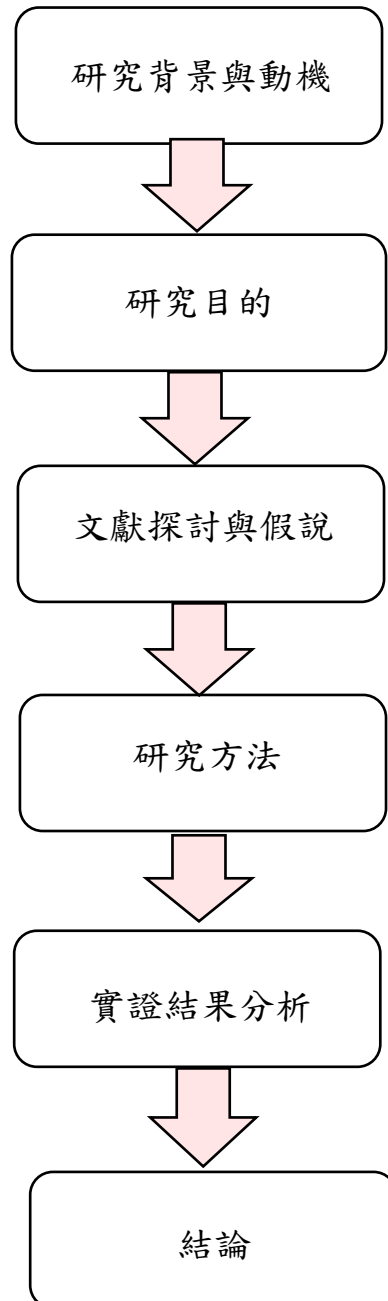 研究背景與動機
研究目的
文獻探討與假說
研究方法
實證結果分析
結論